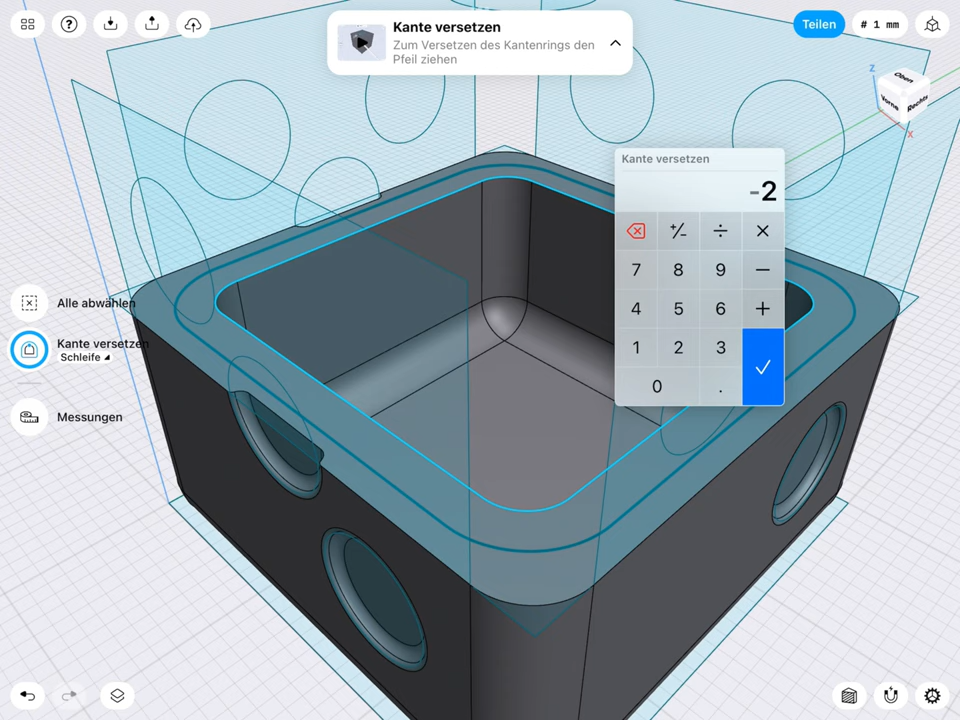 Kante versetzen
Zum Versetzen des Kantenrings den
Pfeil ziehen
Teilen
# 1 mm
Z
Oben
Vorne
Rechts
X
Kante versetzen
-2
+/- ÷ ×
7 8 9 −
4 5 6 +
1 2 3
0 .
Alle abwählen
Kante versetzen
Schleife
Messungen